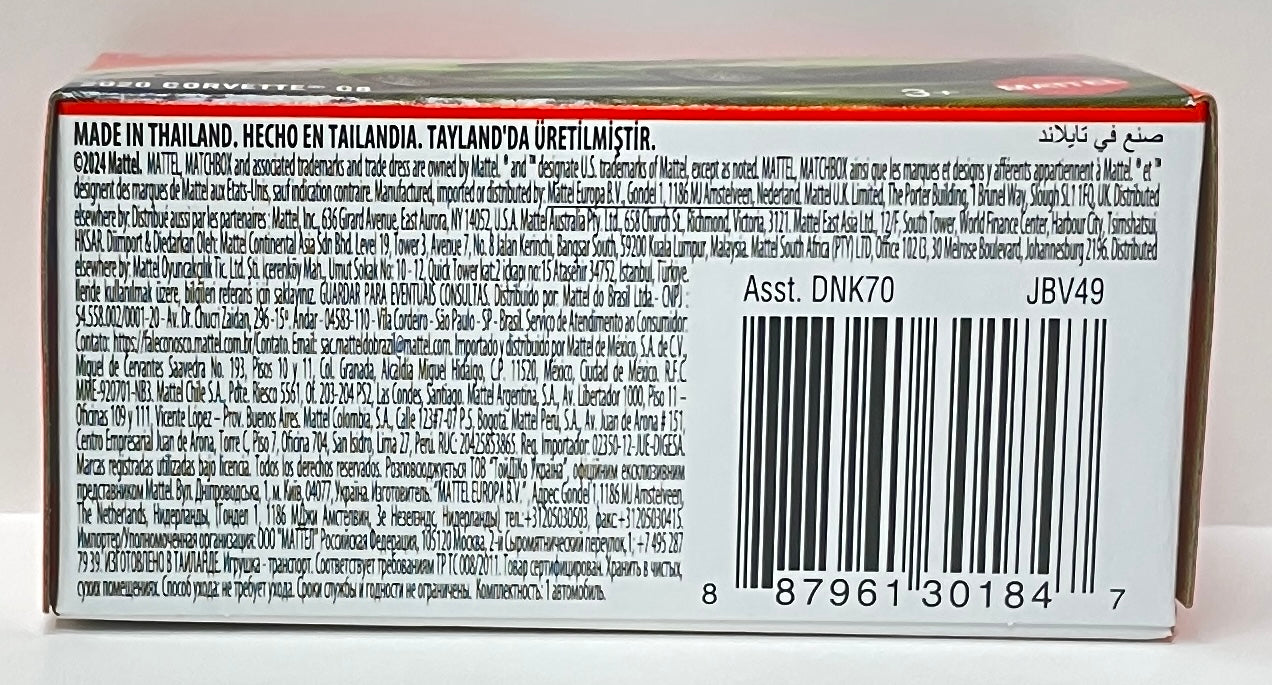 2020 CORVETTE™ C8
3+
MATTEL
MADE IN THAILAND. HECHO EN TAILANDIA. TAYLAND'DA ÜRETİLMİŞTİR.
صنع في تايلاند
©2024 Mattel. MATTEL, MATCHBOX and associated trademarks and trade dress are owned by Mattel. ® and ™ designate U.S. trademarks of Mattel, except as noted. MATTEL, MATCHBOX ainsi que les marques et designs y afférents appartiennent à Mattel. ® et ™
désignent des marques de Mattel aux États-Unis, sauf indication contraire. Manufactured, imported or distributed by: Mattel Europa B.V., Gondel 1, 1186 MJ Amstelveen, Nederland. Mattel U.K. Limited, The Porter Building, 1 Brunel Way, Slough SL1 1FQ, UK. Distributed
elsewhere by: Distribué aussi par les partenaires : Mattel, Inc. 636 Girard Avenue, East Aurora, NY 14052, U.S.A. Mattel Australia Pty. Ltd., 658 Church St., Richmond, Victoria, 3121. Mattel East Asia Ltd., 12/F, South Tower, World Finance Center, Harbour City, Tsimshatsui,
HKSAR. Diimport & Diedarkan Oleh: Mattel Continental Asia Sdn Bhd. Level 19, Tower 3, Avenue 7, No. 8 Jalan Kerinchi, Bangsar South, 59200 Kuala Lumpur, Malaysia. Mattel South Africa (PTY) LTD, Office 102 I3, 30 Melrose Boulevard, Johannesburg 2196. Distributed
elsewhere by: Mattel Oyuncakçılık Tic. Ltd. Şti. İçerenköy Mah., Umut Sokak No: 10 - 12, Quick Tower kat:2 içkapı no:15 Ataşehir 34752, İstanbul, Türkiye.
İleride kullanılmak üzere, bilgileri referans için saklayınız. GUARDAR PARA EVENTUAIS CONSULTAS. Distribuido por: Mattel do Brasil Ltda.- CNPJ :
54.558.002/0001-20 - Av. Dr. Chucri Zaidan, 296 -15º. Andar - 04583-110 - Vila Cordeiro - São Paulo - SP - Brasil. Serviço de Atendimento ao Consumidor:
Contato: https://faleconosco.mattel.com.br/Contato. Email: sac.matteldobrazil@mattel.com. Importado y distribuido por Mattel de México, S.A. de C.V.,
Miguel de Cervantes Saavedra No. 193, Pisos 10 y 11, Col. Granada, Alcaldía Miguel Hidalgo, C.P. 11520, México, Ciudad de México. R.F.C.
MME-920701-NB3. Mattel Chile S.A., Pdte. Riesco 5561, Of. 203-204 PS2, Las Condes, Santiago. Mattel Argentina, S.A., Av. Libertador 1000, Piso 11 –
Oficinas 109 y 111, Vicente López – Prov. Buenos Aires. Mattel Colombia, S.A., Calle 123#7-07 P.5, Bogotá. Mattel Perú, S.A., Av. Juan de Arona # 151,
Centro Empresarial Juan de Arona, Torre C, Piso 7, Oficina 704, San Isidro, Lima 27, Perú. RUC: 20425853865. Reg. Importador: 02350-12-JUE-DIGESA.
Marcas registradas utilizadas bajo licencia. Todos los derechos reservados. Розповсюджується ТОВ "ТойДіКо Україна", офіційним ексклюзивним
представником Mattel. Вул. Дніпроводська, 1, м. Київ, 04077, Україна. Изготовитель: "MATTEL EUROPA B.V.", Адрес: Gondel 1, 1186 MJ Amstelveen,
The Netherlands, Нидерланды, (Гондел 1, 1186 МДжи Амстелвин, Зе Незелендс, Нидерланды) тел.:+31205030503, факс:+31205030415.
Импортер/Уполномоченная организация: ООО "МАТТЕЛ" Российская Федерация, 105120 Москва, 2-й Сыромятнический переулок, 1; +7 495 287
79 39. ИЗГОТОВЛЕНО В ТАИЛАНДЕ. Игрушка - транспорт. Соответствует требованиям ТР ТС 008/2011. Товар сертифицирован. Хранить в чистых,
сухих помещениях. Способ ухода: не требует ухода. Сроки службы и годности не ограничены. Комплектность: 1 автомобиль.
Asst. DNK70
JBV49
8 87961 30184 7